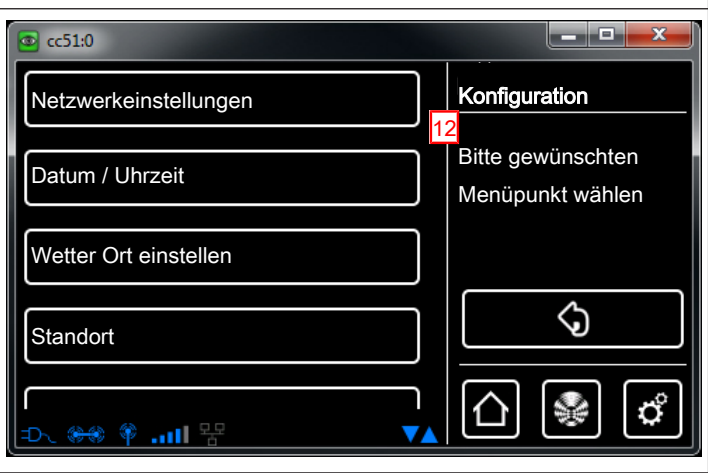 cc51:0
Netzwerkeinstellungen
Datum / Uhrzeit
Wetter Ort einstellen
Standort
Konfiguration
12
Bitte gewünschten
Menüpunkt wählen